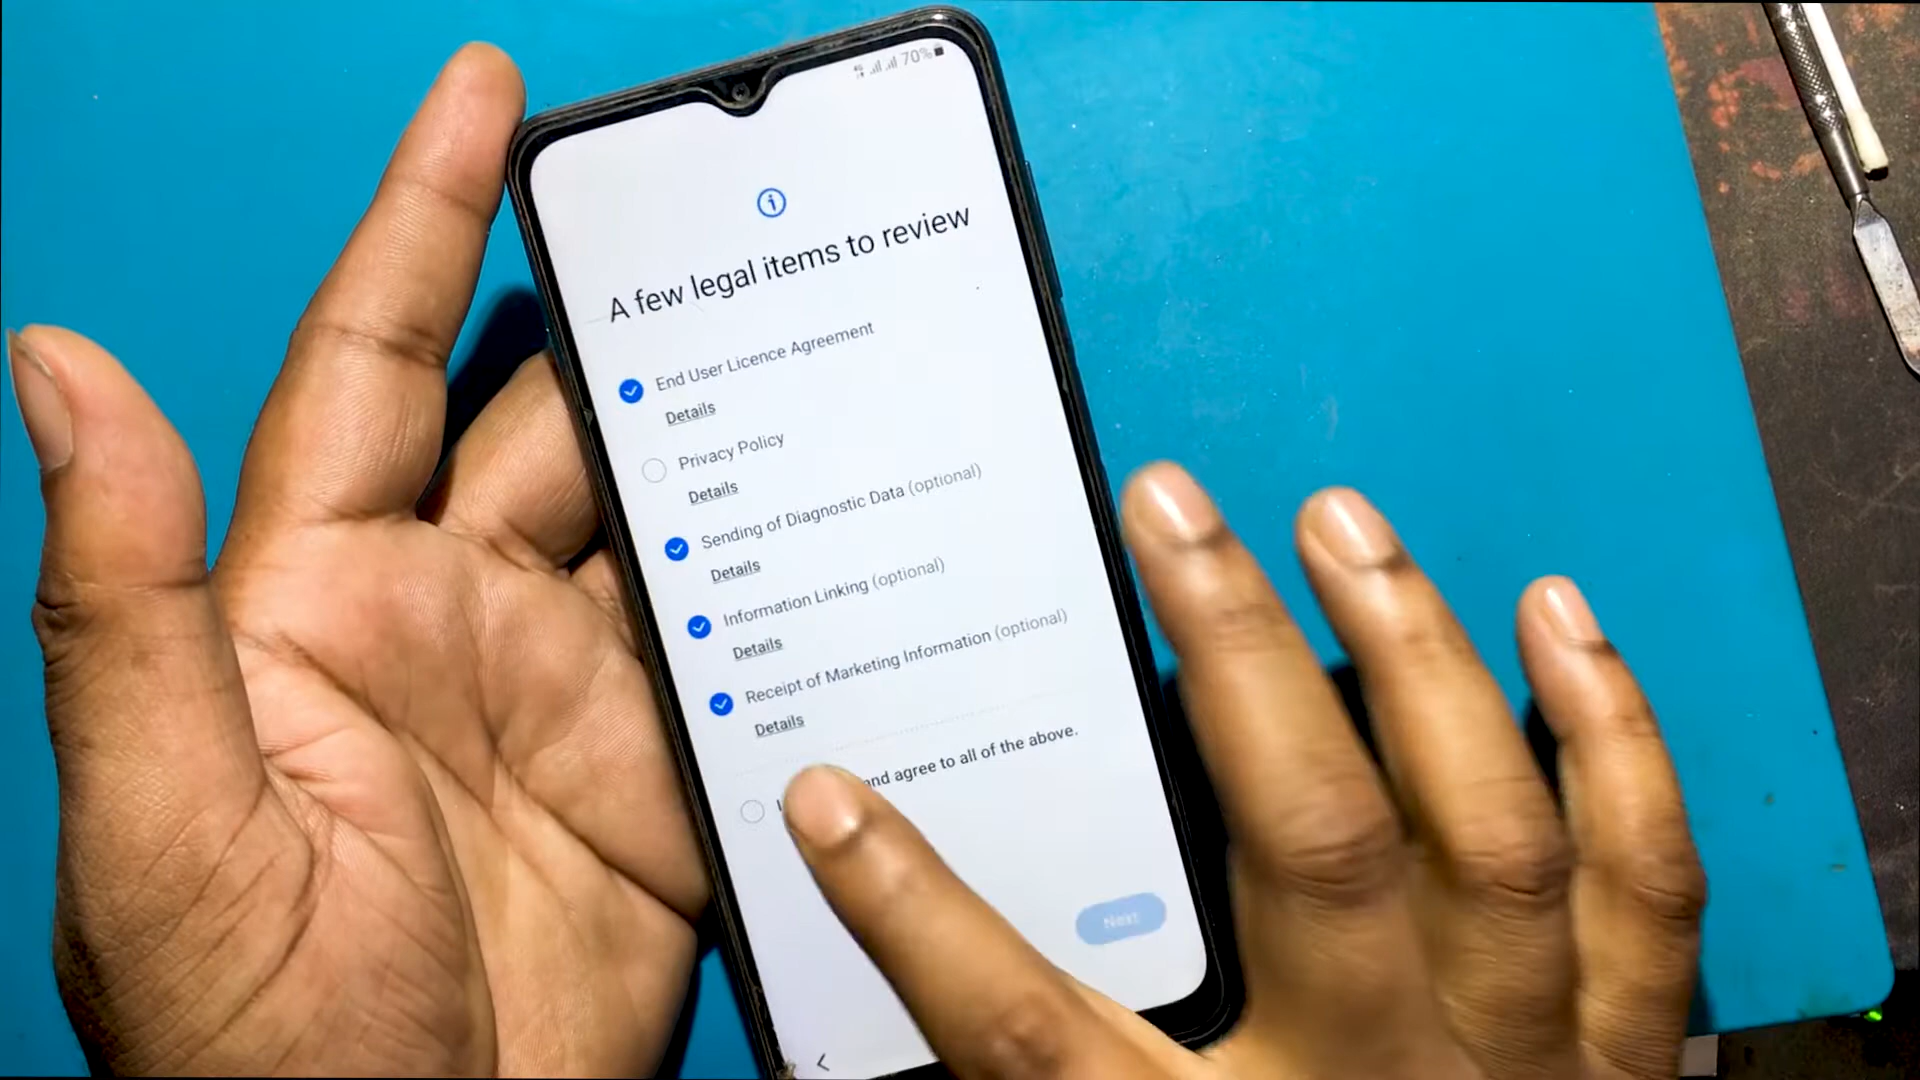 70%
A few legal items to review
End User Licence Agreement
Details
Privacy Policy
Details
Sending of Diagnostic Data (optional)
Details
Information Linking (optional)
Details
Receipt of Marketing Information (optional)
Details
and agree to all of the above.
Next